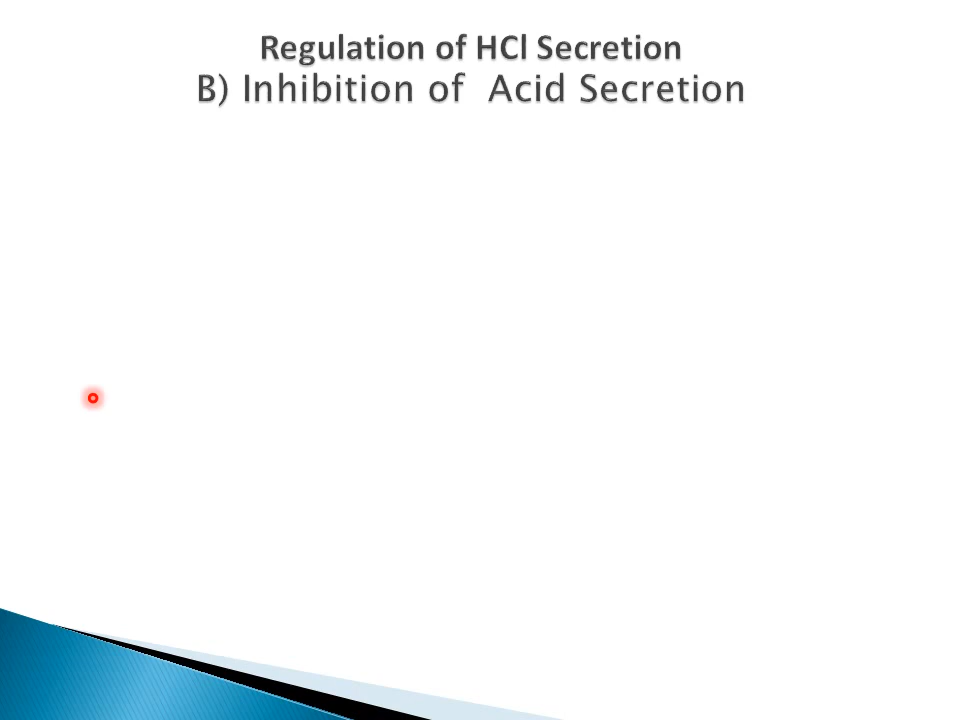 Regulation of HCl Secretion
B) Inhibition of  Acid Secretion